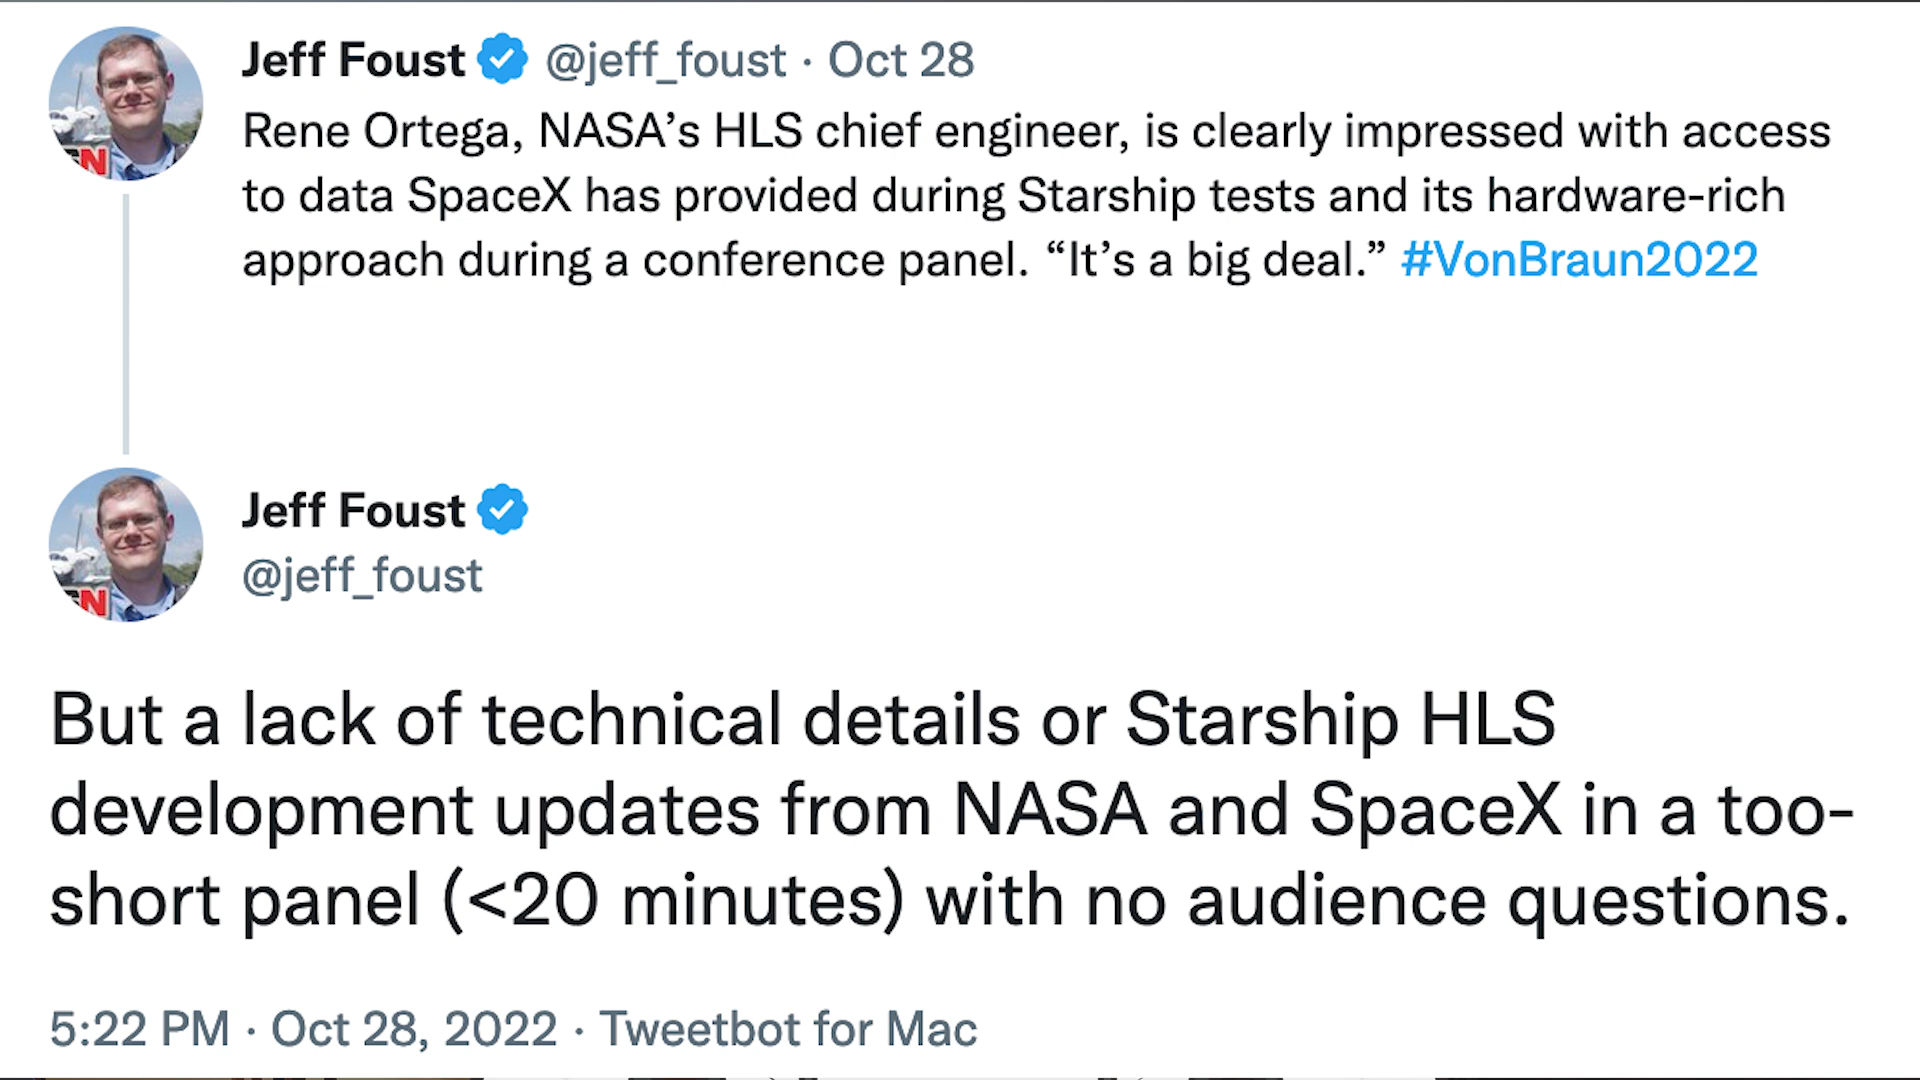 Jeff Foust @jeff_foust · Oct 28
Rene Ortega, NASA’s HLS chief engineer, is clearly impressed with access
to data SpaceX has provided during Starship tests and its hardware-rich
approach during a conference panel. “It’s a big deal.” #VonBraun2022
N
Jeff Foust
@jeff_foust
N
But a lack of technical details or Starship HLS
development updates from NASA and SpaceX in a too-
short panel (<20 minutes) with no audience questions.
5:22 PM · Oct 28, 2022 · Tweetbot for Mac